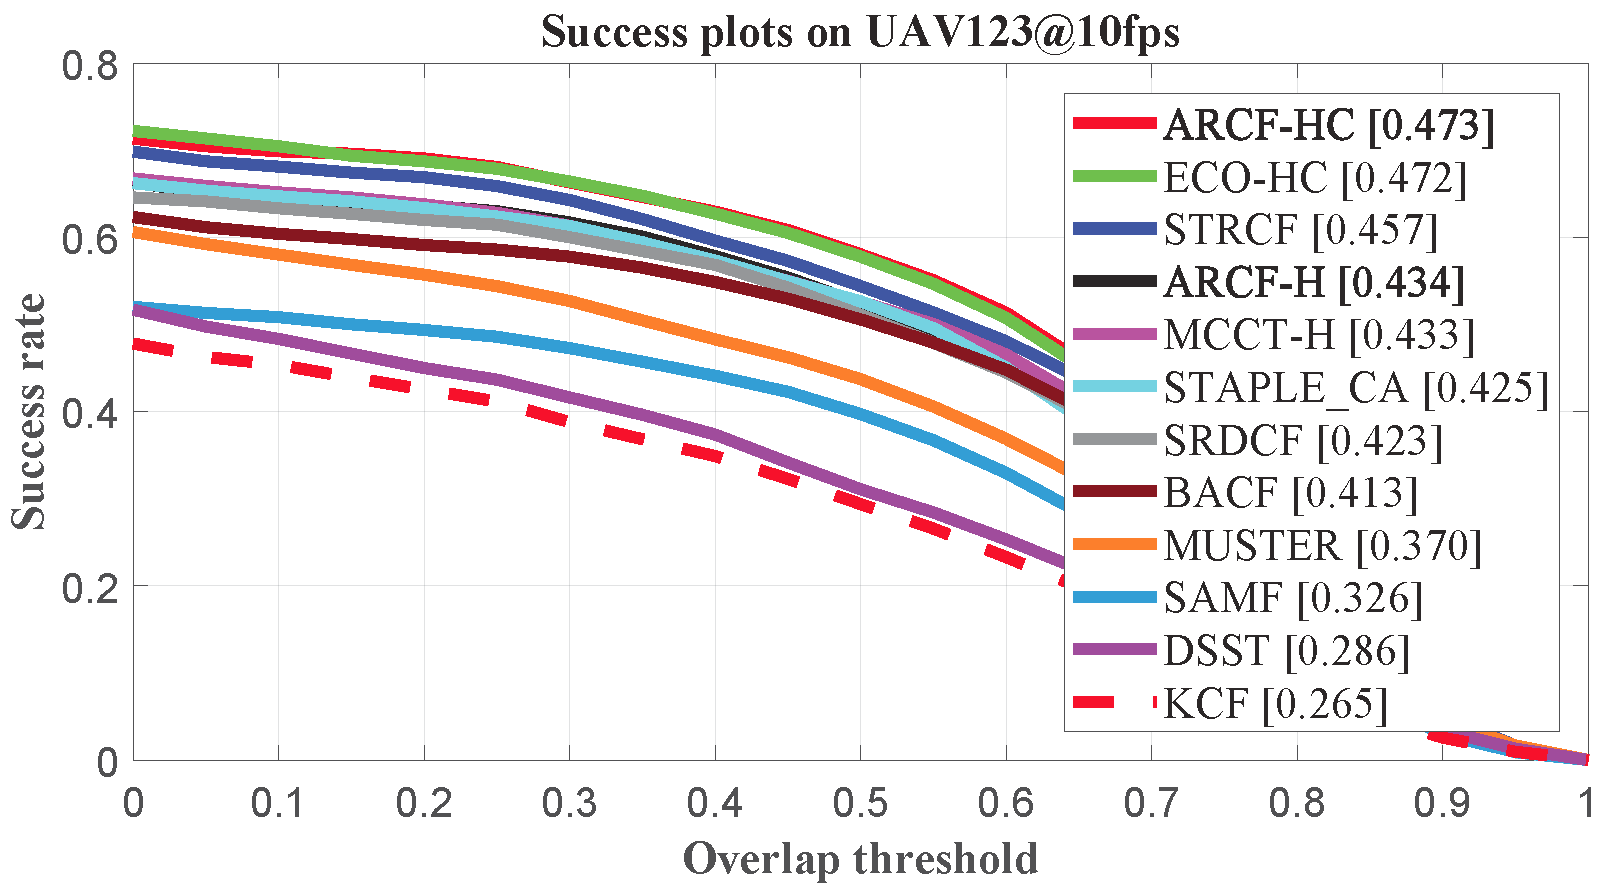 Success plots on UAV123@10fps
0.8
0.6
0.4
0.2
0
Success rate
ARCF-HC [0.473]
ECO-HC [0.472]
STRCF [0.457]
ARCF-H [0.434]
MCCT-H [0.433]
STAPLE_CA [0.425]
SRDCF [0.423]
BACF [0.413]
MUSTER [0.370]
SAMF [0.326]
DSST [0.286]
KCF [0.265]
0 0.1 0.2 0.3 0.4 0.5 0.6 0.7 0.8 0.9 1
Overlap threshold